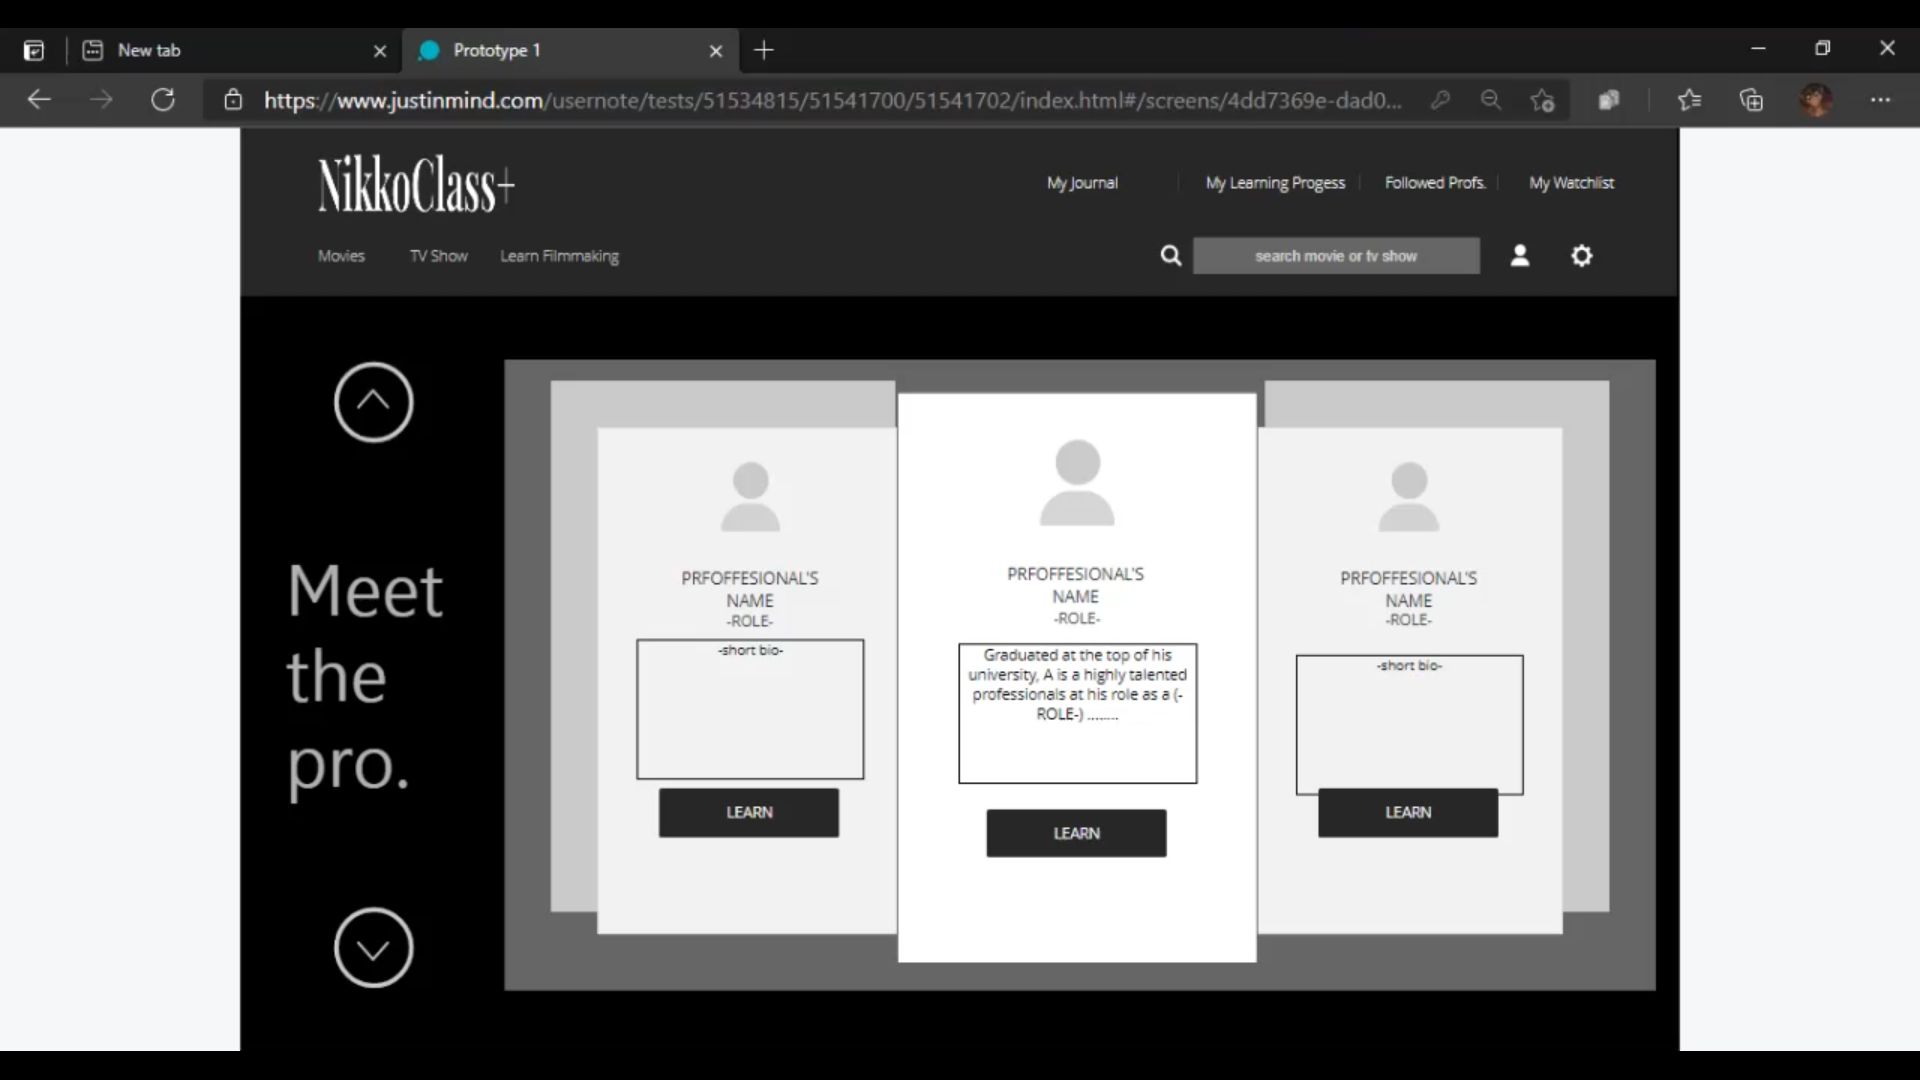 New tab
Prototype 1
https://www.justinmind.com/usernote/tests/51534815/51541700/51541702/index.html#/screens/4dd7369e-dad0...
NikkoClass+
My Journal
My Learning Progess
Followed Profs.
My Watchlist
Movies
TV Show
Learn Filmmaking
search movie or tv show
Meet
the
pro.
PRFOFFESIONAL'S
NAME
-ROLE-
-short bio-
LEARN
PRFOFFESIONAL'S
NAME
-ROLE-
Graduated at the top of his
university, A is a highly talented
professionals at his role as a (-
ROLE-) ........
LEARN
PRFOFFESIONAL'S
NAME
-ROLE-
-short bio-
LEARN